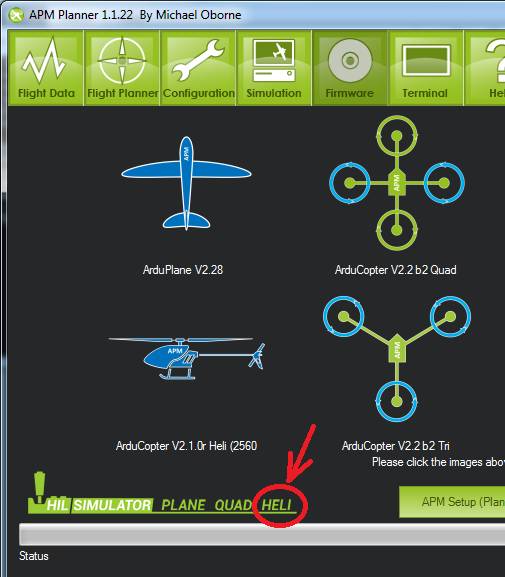 APM Planner 1.1.22 By Michael Oborne
Flight Data Flight Planner Configuration Simulation Firmware Terminal He
APM
APM
ArduPlane V2.28 ArduCopter V2.2 b2 Quad
APM
APM
ArduCopter V2.1.0r Heli (2560 ArduCopter V2.2 b2 Tri
Please click the images abov
HIL SIMULATOR PLANE QUAD HELI
APM Setup (Plan
Status